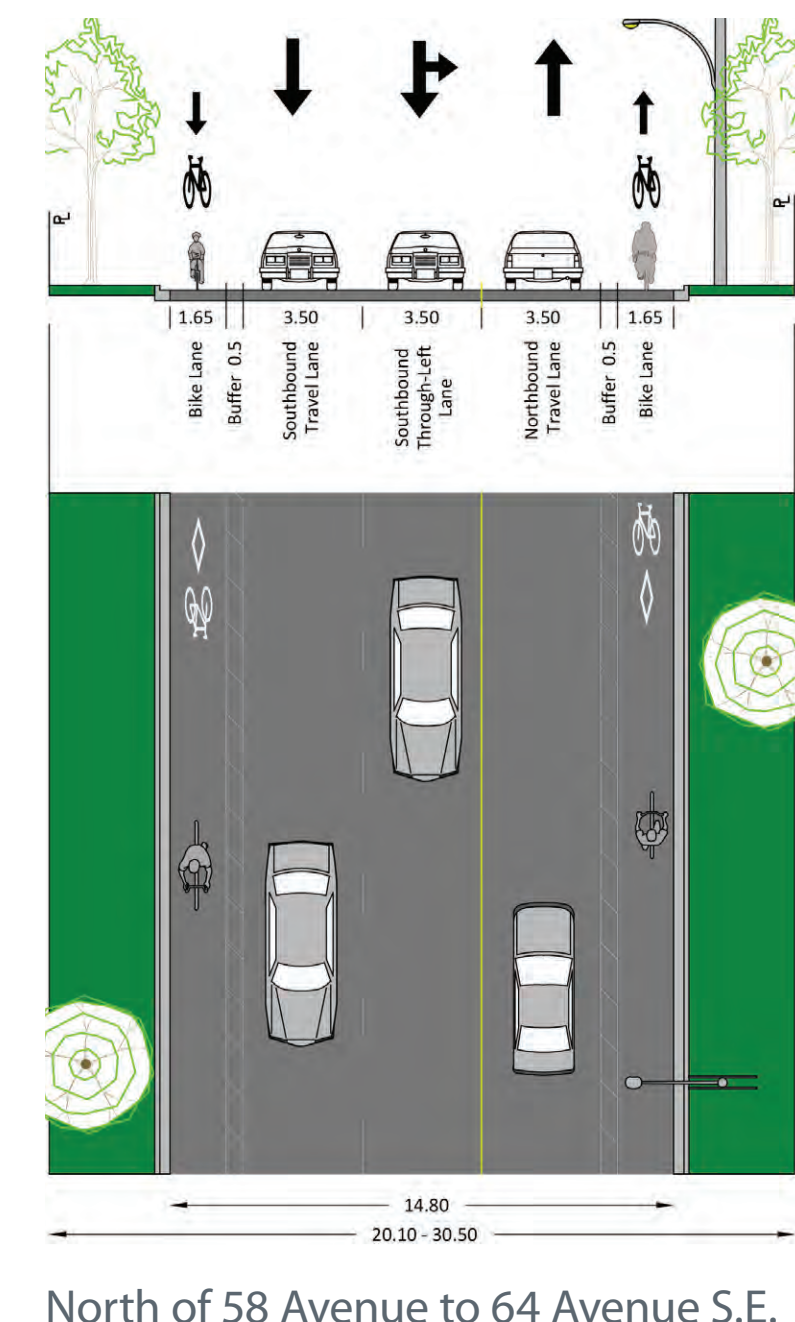 PL
PL
1.65
3.50
3.50
3.50
1.65
Bike Lane
Buffer 0.5
Southbound
Travel Lane
Southbound
Through-Left
Lane
Northbound
Travel Lane
Buffer 0.5
Bike Lane
14.80
20.10 - 30.50
North of 58 Avenue to 64 Avenue S.E.